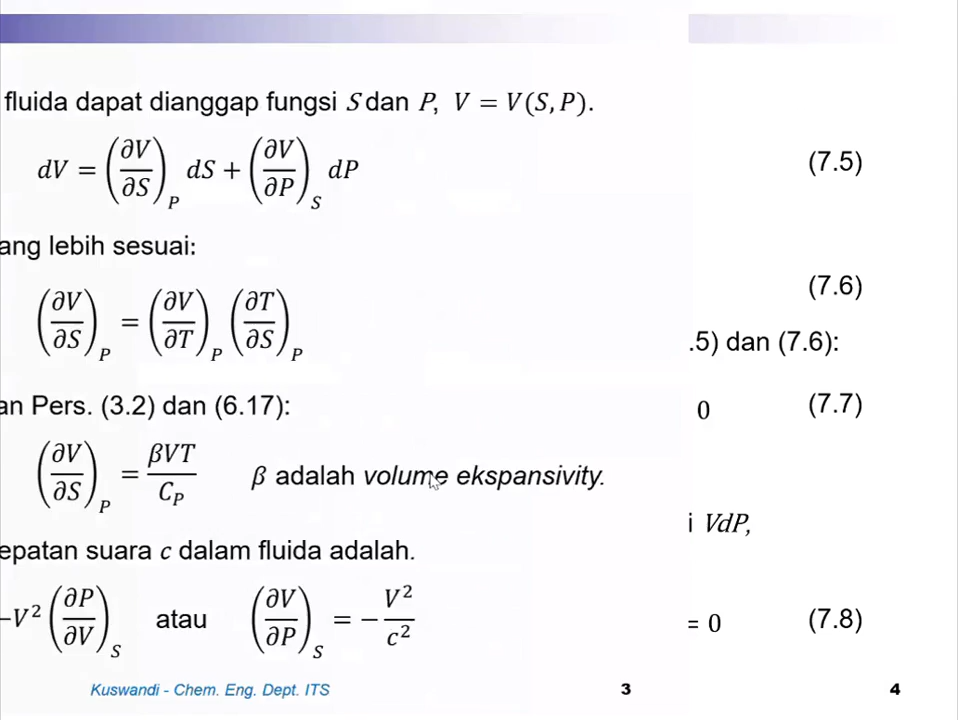 fluida dapat dianggap fungsi S dan P, V = V(S, P).
dV = (∂V/∂S)_P dS + (∂V/∂P)_S dP (7.5)
ang lebih sesuai:
(7.6)
(∂V/∂S)_P = (∂V/∂T)_P (∂T/∂S)_P
.5) dan (7.6):
an Pers. (3.2) dan (6.17):
0 (7.7)
(∂V/∂S)_P = βVT/C_P β adalah volume ekspansivity.
i VdP,
epatan suara c dalam fluida adalah.
−V² (∂P/∂V)_S atau (∂V/∂P)_S = − V²/c²
= 0 (7.8)
Kuswandi - Chem. Eng. Dept. ITS 3 4